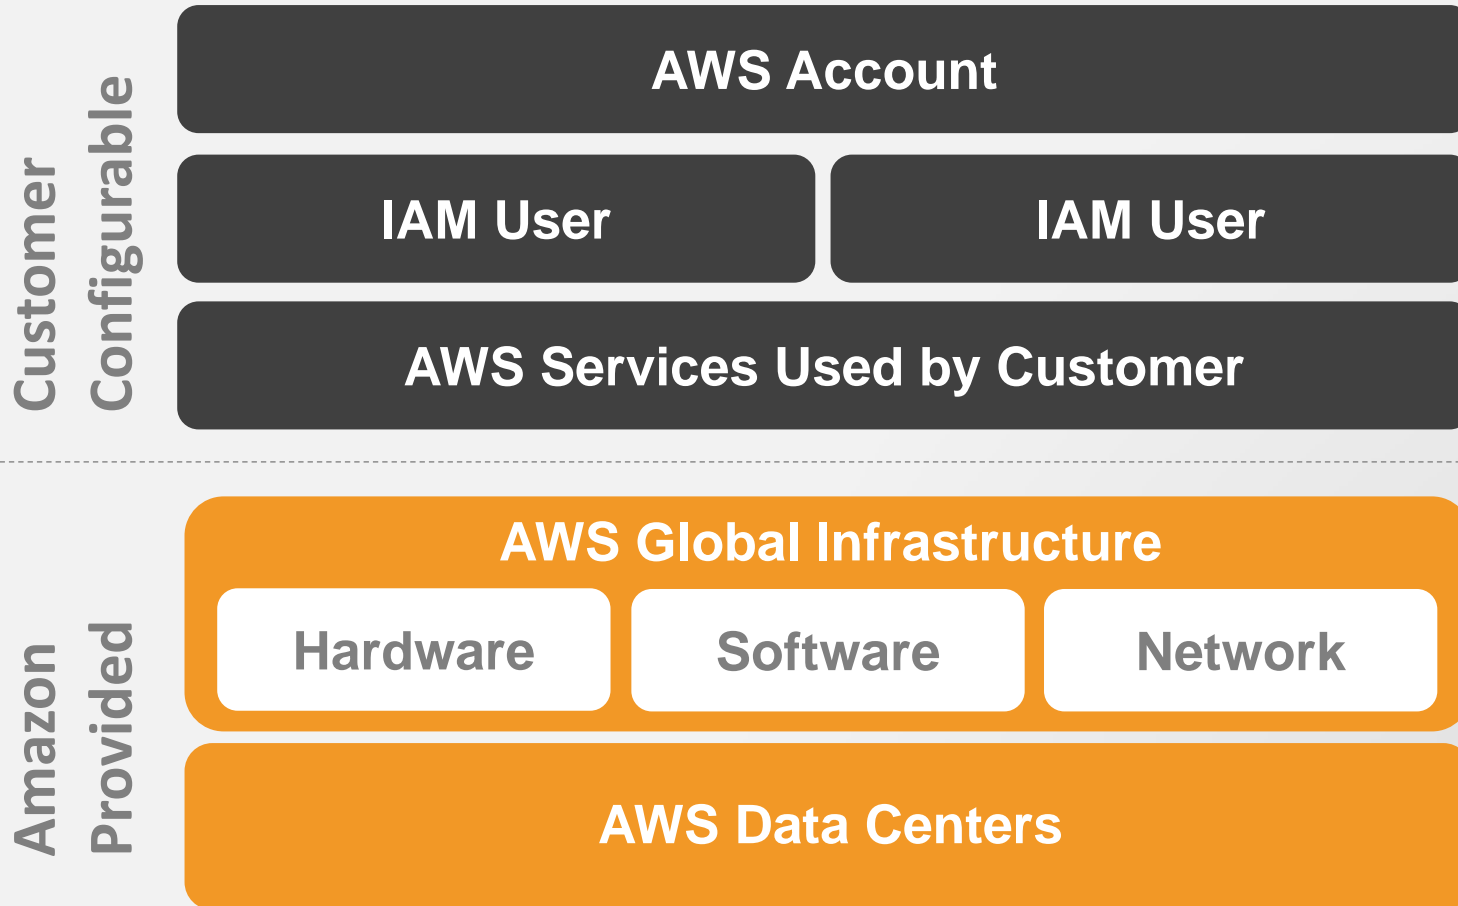 Customer
Configurable
AWS Account
IAM User
IAM User
AWS Services Used by Customer
Amazon
Provided
AWS Global Infrastructure
Hardware
Software
Network
AWS Data Centers